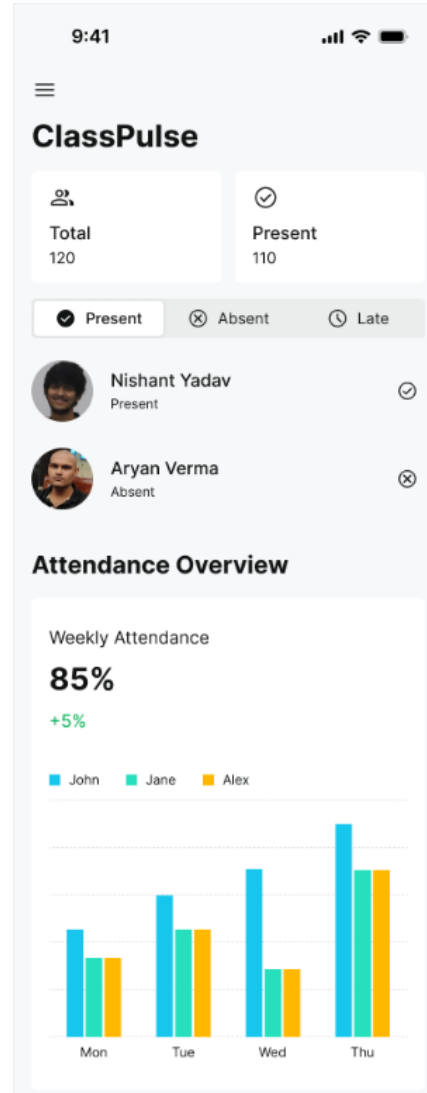 9:41
ClassPulse
Total
120
Present
110
Present Absent Late
Nishant Yadav
Present
Aryan Verma
Absent
Attendance Overview
Weekly Attendance
85%
+5%
John Jane Alex
Mon Tue Wed Thu